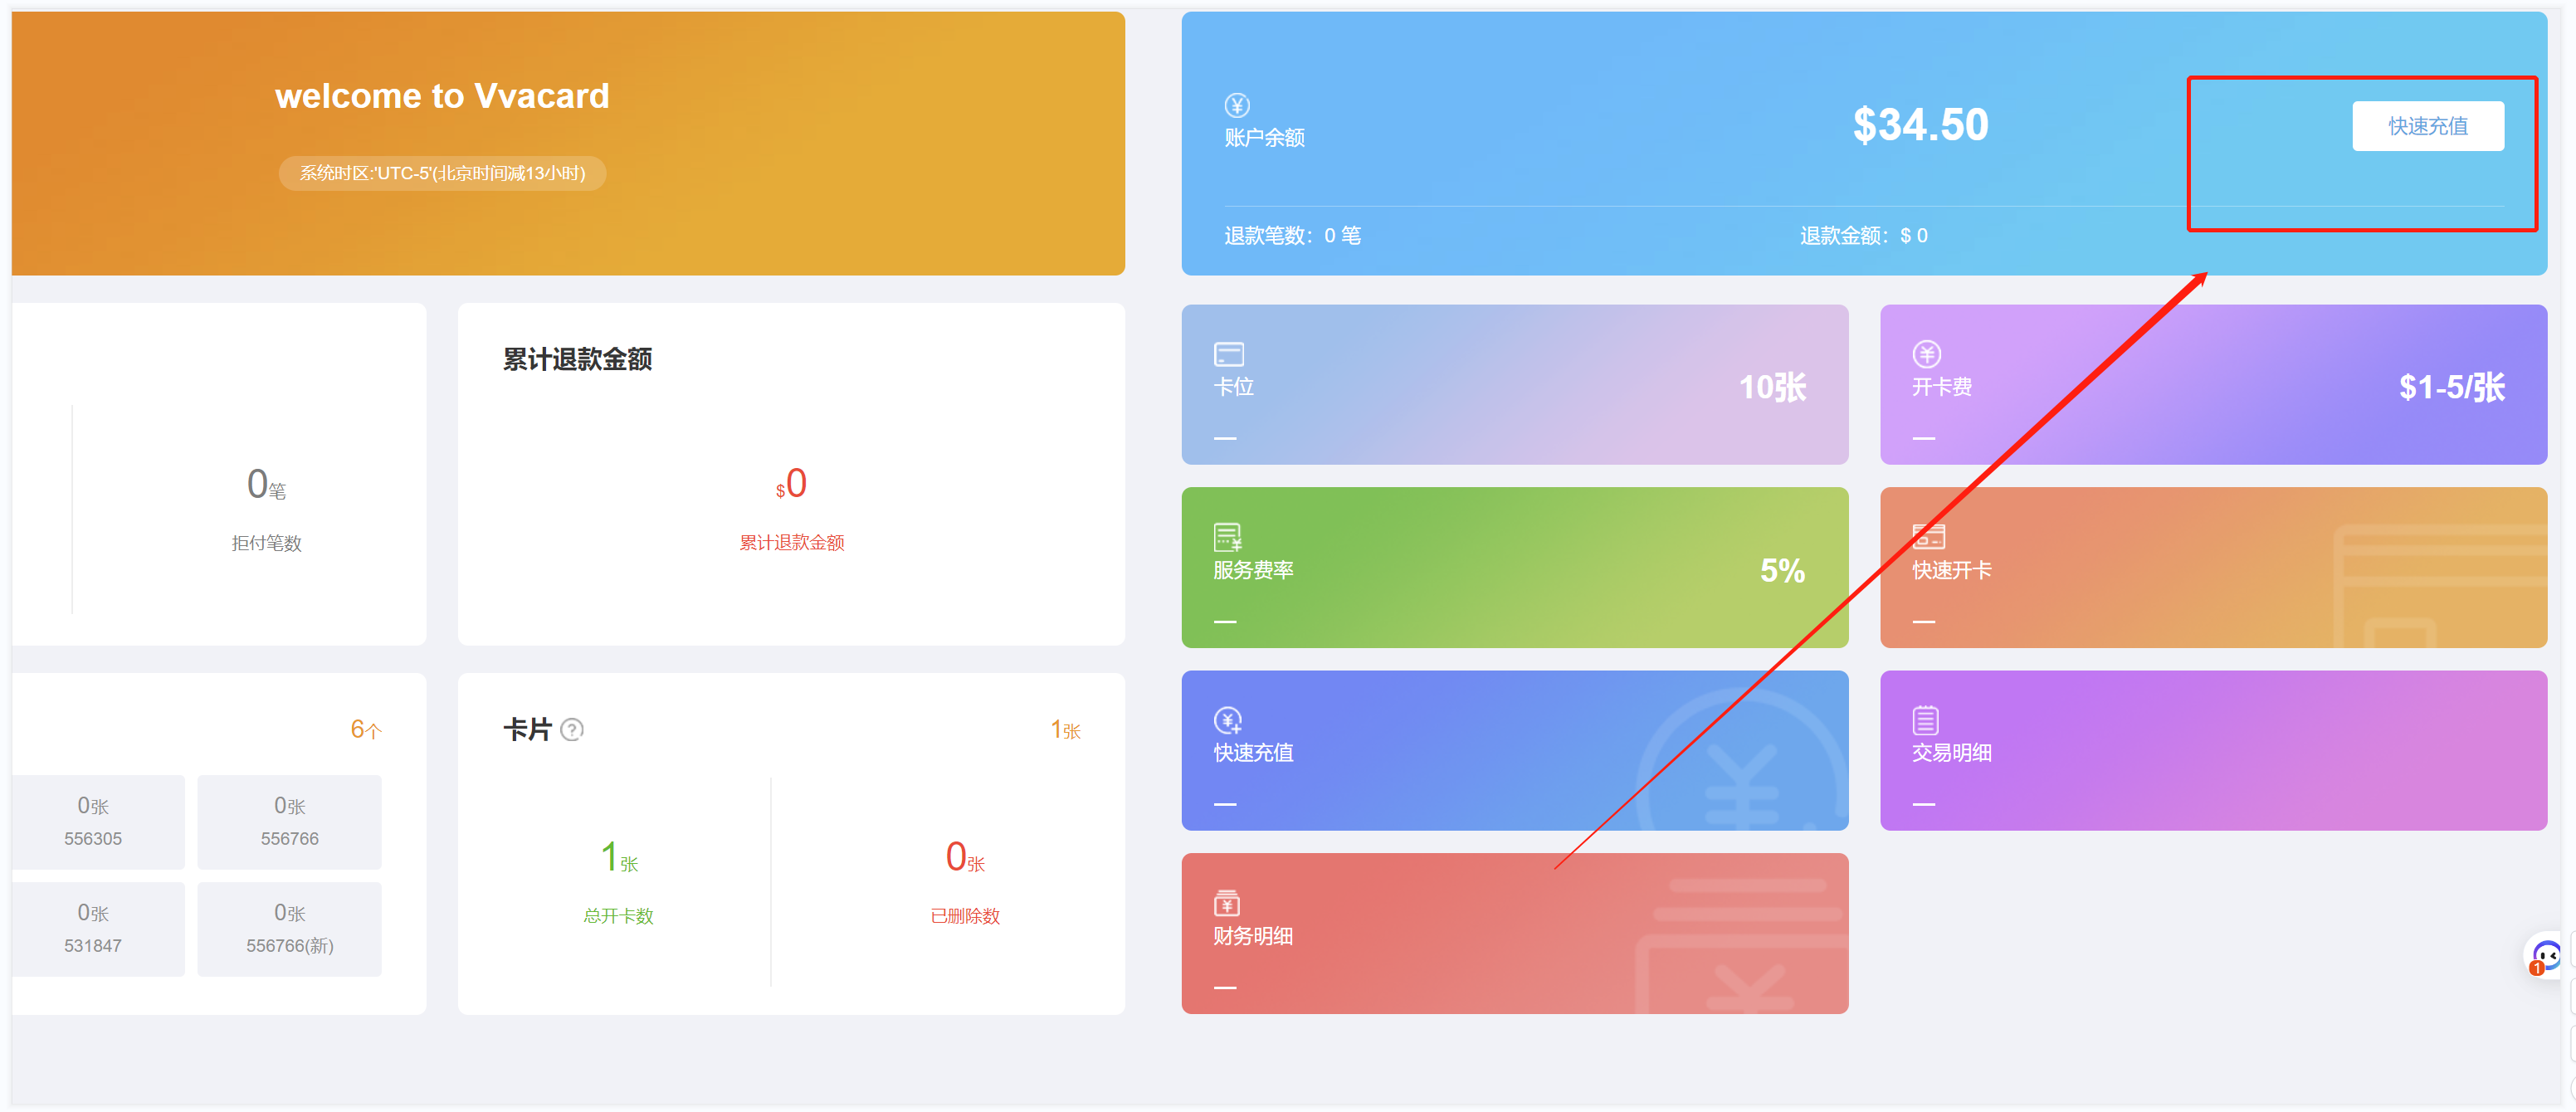 welcome to Vvacard
系统时区:'UTC-5'(北京时间减13小时)
账户余额
$34.50
快速充值
退款笔数：0 笔
退款金额：$ 0
0笔
拒付笔数
累计退款金额
$0
累计退款金额
卡位
10张
开卡费
$1-5/张
服务费率
5%
快速开卡
6个
0张
556305
0张
556766
0张
531847
0张
556766(新)
卡片
?
1张
1张
总开卡数
0张
已删除数
快速充值
交易明细
财务明细
1